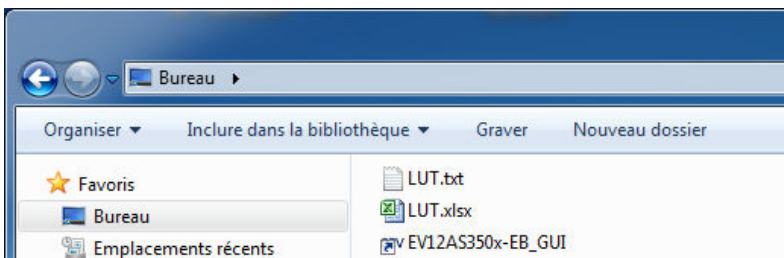 Bureau
Organiser Inclure dans la bibliothèque Graver Nouveau dossier
Favoris
Bureau
Emplacements récents
LUT.txt
LUT.xlsx
EV12AS350x-EB_GUI